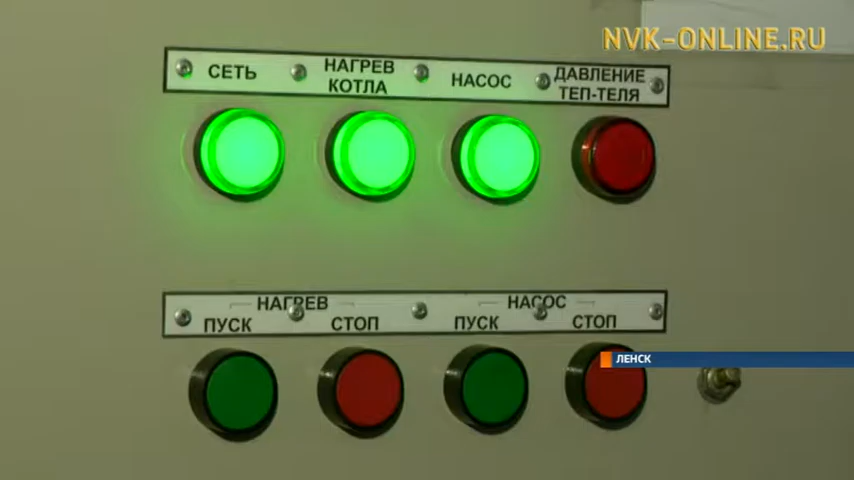 NVK-ONLINE.RU
СЕТЬ
НАГРЕВ
КОТЛА
НАСОС
ДАВЛЕНИЕ
ТЕП-ТЕЛЯ
НАГРЕВ
НАСОС
ПУСК
СТОП
ПУСК
СТОП
ЛЕНСК